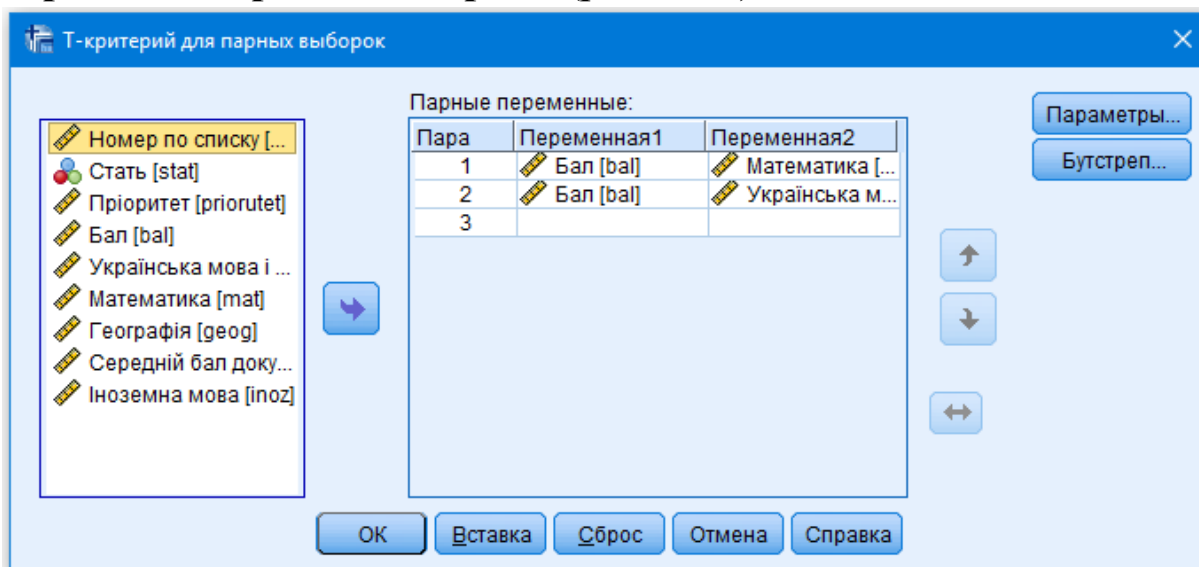 Т-критерий для парных выборок
Парные переменные:
Номер по списку [...
Стать [stat]
Пріоритет [priorutet]
Бал [bal]
Українська мова і ...
Математика [mat]
Географія [geog]
Середній бал доку...
Іноземна мова [inoz]
Пара Переменная1 Переменная2
1 Бал [bal] Математика [...
2 Бал [bal] Українська м...
3
Параметры...
Бутстреп...
ОК Вставка Сброс Отмена Справка